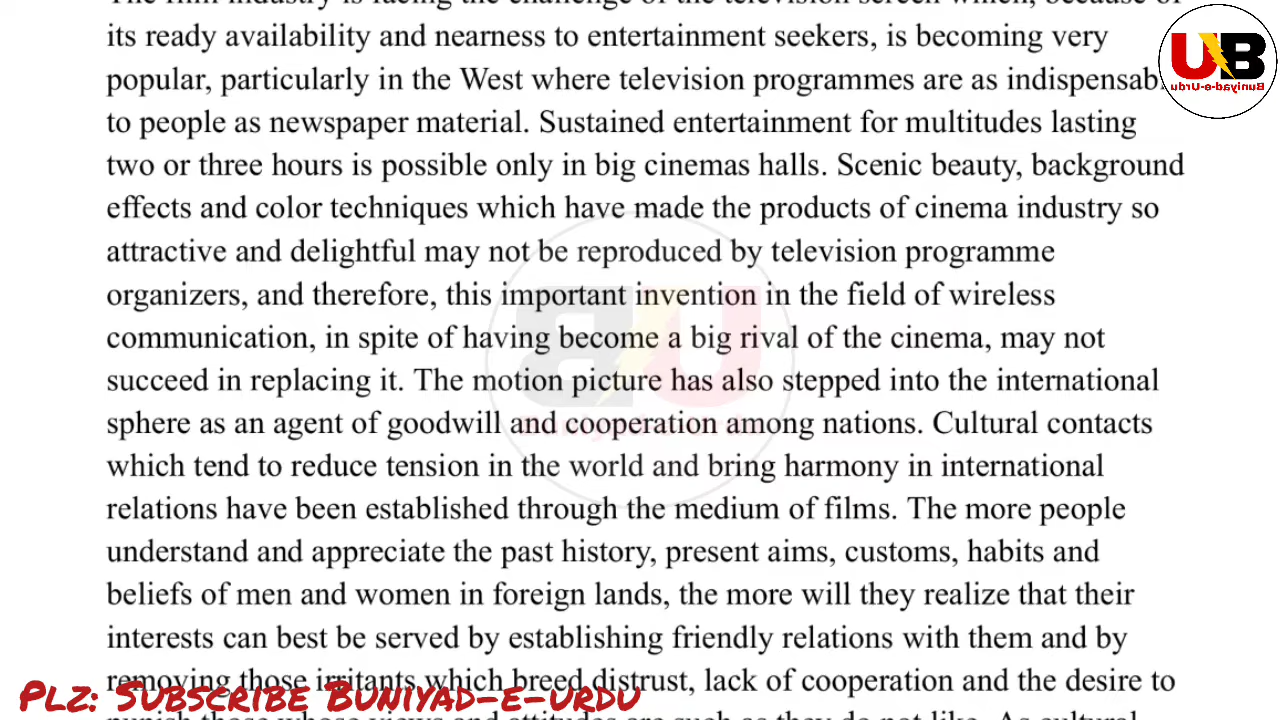 The film industry is facing the challenge of the television screen which, because of
its ready availability and nearness to entertainment seekers, is becoming very
popular, particularly in the West where television programmes are as indispensabl
to people as newspaper material. Sustained entertainment for multitudes lasting
two or three hours is possible only in big cinemas halls. Scenic beauty, background
effects and color techniques which have made the products of cinema industry so
attractive and delightful may not be reproduced by television programme
organizers, and therefore, this important invention in the field of wireless
communication, in spite of having become a big rival of the cinema, may not
succeed in replacing it. The motion picture has also stepped into the international
sphere as an agent of goodwill and cooperation among nations. Cultural contacts
which tend to reduce tension in the world and bring harmony in international
relations have been established through the medium of films. The more people
understand and appreciate the past history, present aims, customs, habits and
beliefs of men and women in foreign lands, the more will they realize that their
interests can best be served by establishing friendly relations with them and by
removing those irritants which breed distrust, lack of cooperation and the desire to
punish those whose views and attitudes are such as they do not like. As cultural
UB
Buniyad-e-Urdu
BU
Buniyad-e-Urdu
Plz: Subscribe Buniyad-e-urdu